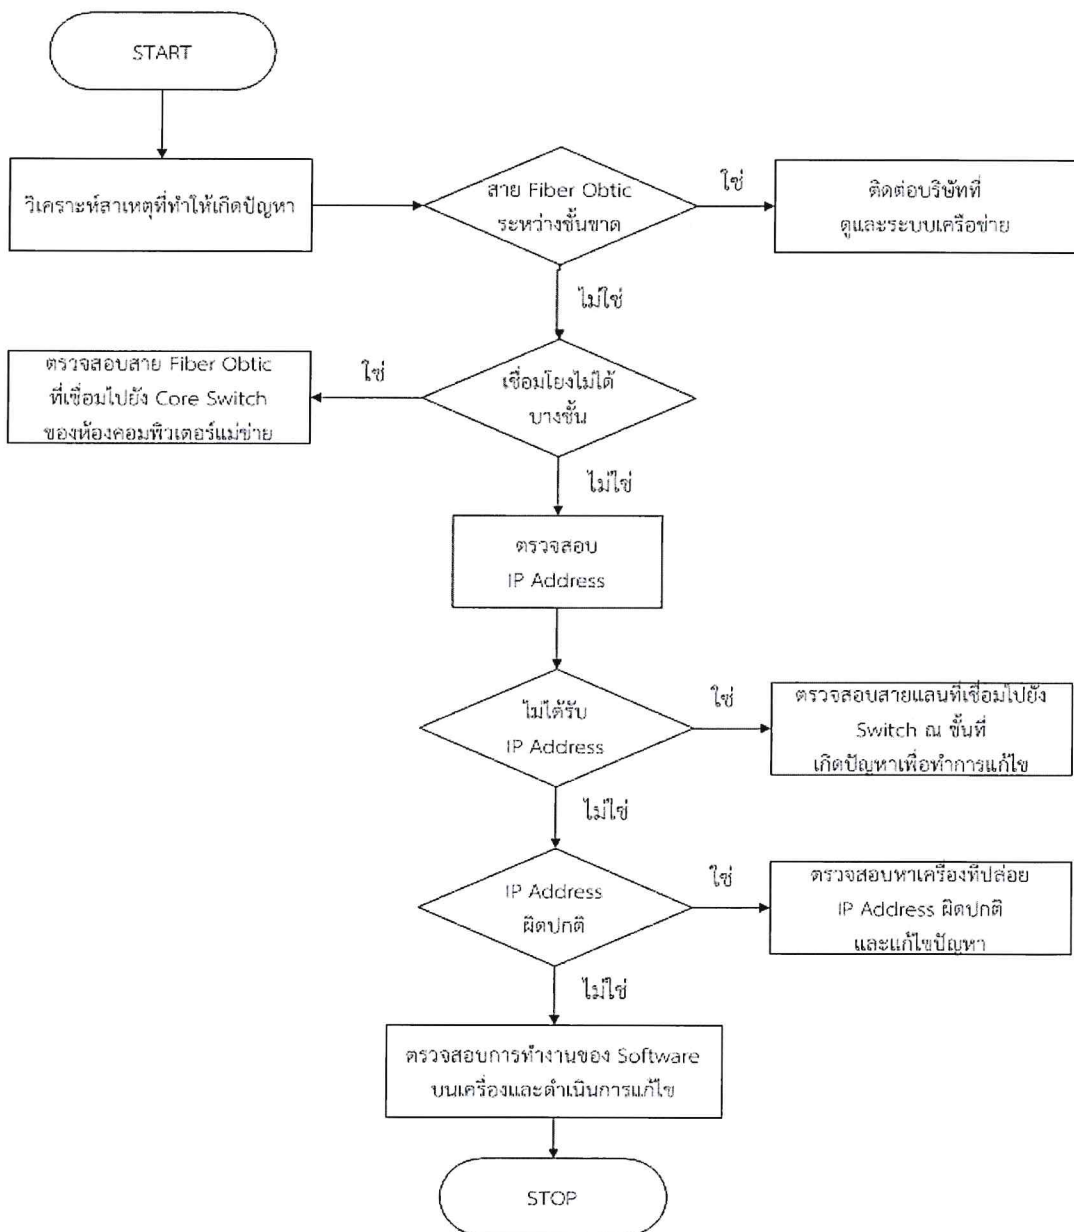 START
วิเคราะห์สาเหตุที่ทำให้เกิดปัญหา
สาย Fiber Obtic
ระหว่างชั้นขาด
ใช่
ติดต่อบริษัทที่
ดูแลระบบเครือข่าย
ไม่ใช่
เชื่อมโยงไม่ได้
บางชั้น
ใช่
ตรวจสอบสาย Fiber Obtic
ที่เชื่อมไปยัง Core Switch
ของห้องคอมพิวเตอร์แม่ข่าย
ไม่ใช่
ตรวจสอบ
IP Address
ไม่ได้รับ
IP Address
ใช่
ตรวจสอบสายแลนที่เชื่อมไปยัง
Switch ณ ชั้นที่
เกิดปัญหาเพื่อทำการแก้ไข
ไม่ใช่
IP Address
ผิดปกติ
ใช่
ตรวจสอบหาเครื่องที่ปล่อย
IP Address ผิดปกติ
และแก้ไขปัญหา
ไม่ใช่
ตรวจสอบการทำงานของ Software
บนเครื่องและดำเนินการแก้ไข
STOP